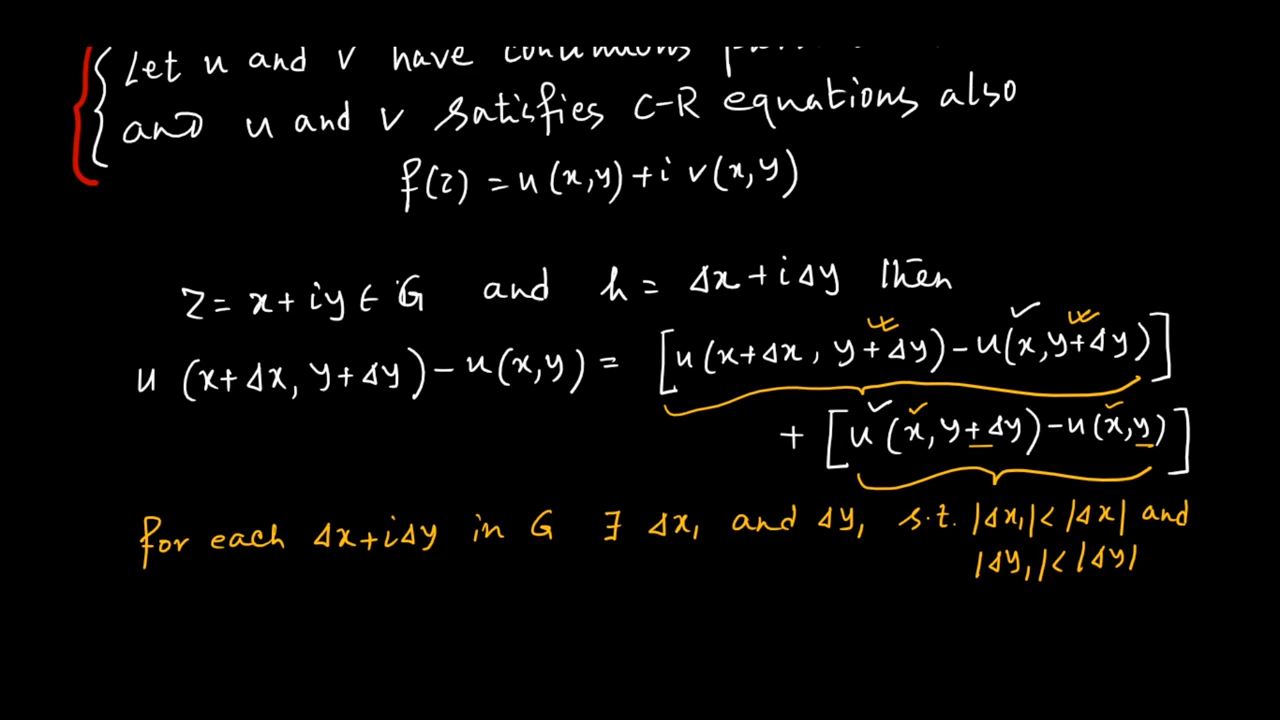 Let u and v have continuous
and u and v satisfies C-R equations also
f(z) = u(x,y) + i v(x,y)
z = x + iy ∈ G and h = Δx + iΔy then
u (x+Δx, y+Δy) - u(x,y) = [u(x+Δx, y+Δy) - u(x, y+Δy)]
+ [u(x, y+Δy) - u(x,y)]
for each Δx+iΔy in G ∃ Δx₁ and Δy₁ s.t. |Δx₁| < |Δx| and
|Δy₁| < |Δy|